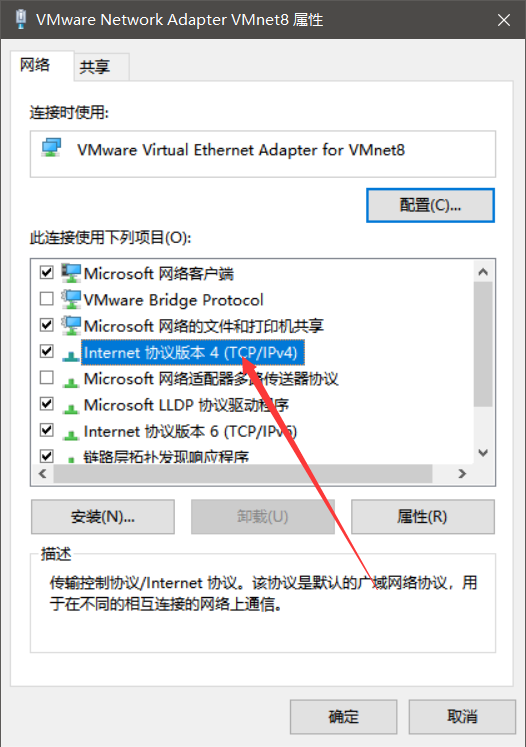 VMware Network Adapter VMnet8 属性
网络
共享
连接时使用:
VMware Virtual Ethernet Adapter for VMnet8
配置(C)...
此连接使用下列项目(O):
Microsoft 网络客户端
VMware Bridge Protocol
Microsoft 网络的文件和打印机共享
Internet 协议版本 4 (TCP/IPv4)
Microsoft 网络适配器多路传送器协议
Microsoft LLDP 协议驱动程序
Internet 协议版本 6 (TCP/IPv6)
链路层拓扑发现响应程序
安装(N)...
卸载(U)
属性(R)
描述
传输控制协议/Internet 协议。该协议是默认的广域网络协议，用
于在不同的相互连接的网络上通信。
确定
取消